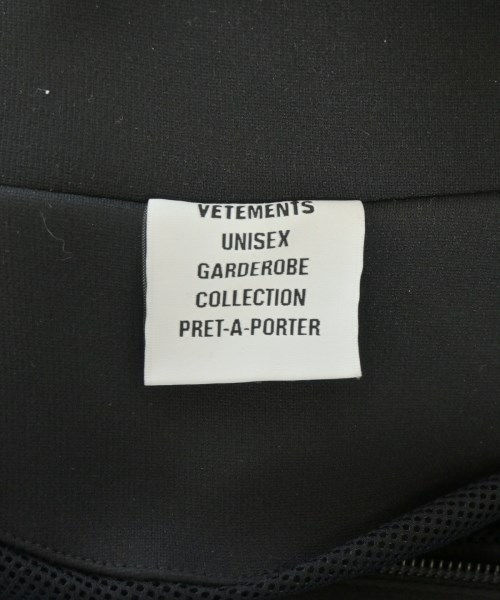 VETEMENTS
UNISEX
GARDEROBE
COLLECTION
PRET-A-PORTER